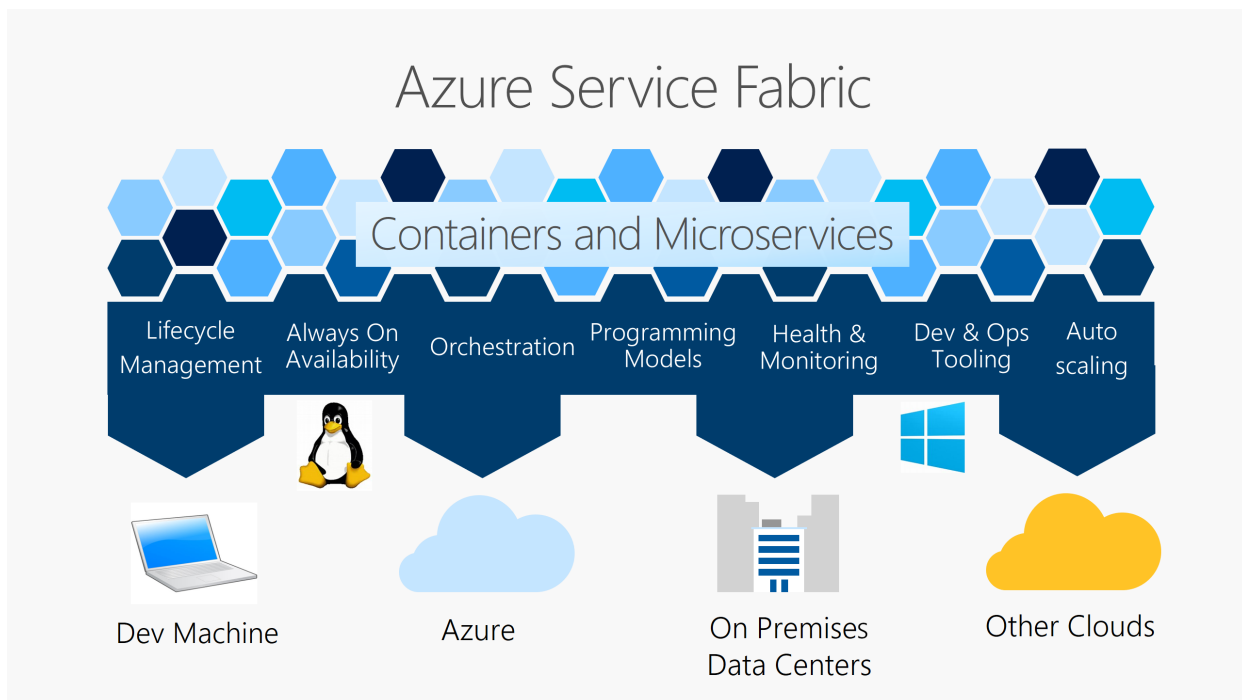 Azure Service Fabric
Containers and Microservices
Lifecycle
Management
Always On
Availability
Orchestration
Programming
Models
Health &
Monitoring
Dev & Ops
Tooling
Auto
scaling
Dev Machine
Azure
On Premises
Data Centers
Other Clouds